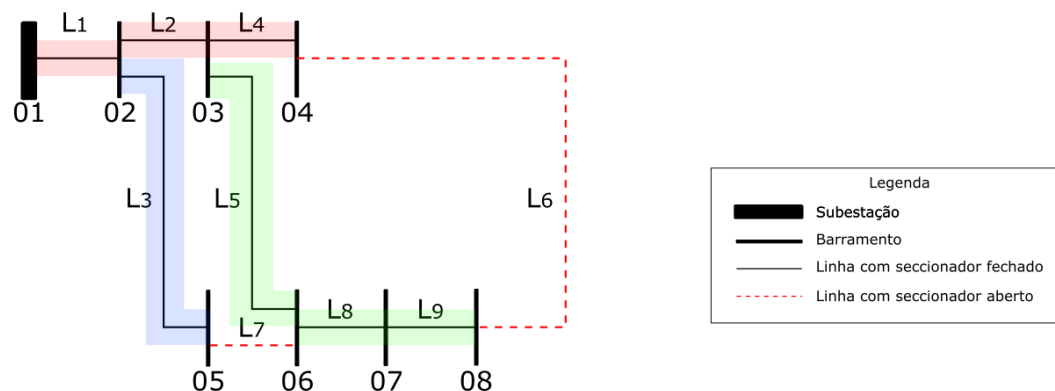 L1
L2
L4
01
02
03
04
L3
L5
L6
L7
L8
L9
05
06
07
08
Legenda
Subestação
Barramento
Linha com seccionador fechado
Linha com seccionador aberto